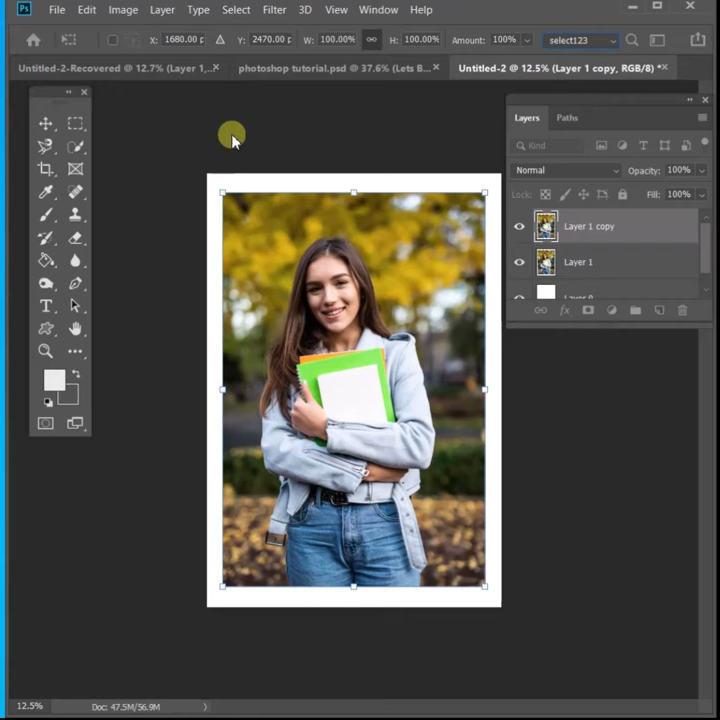 Ps File Edit Image Layer Type Select Filter 3D View Window Help
X: 1680.00 p Y: 2470.00 p W: 100.00% H: 100.00% Amount: 100% select123
Untitled-2-Recovered @ 12.7% (Layer 1,... × photoshop tutorial.psd @ 37.6% (Lets B... × Untitled-2 @ 12.5% (Layer 1 copy, RGB/8) * ×
Layers Paths
Kind
Normal Opacity: 100%
Lock: Fill: 100%
Layer 1 copy
Layer 1
Layer 0
fx
12.5% Doc: 47.5M/56.9M